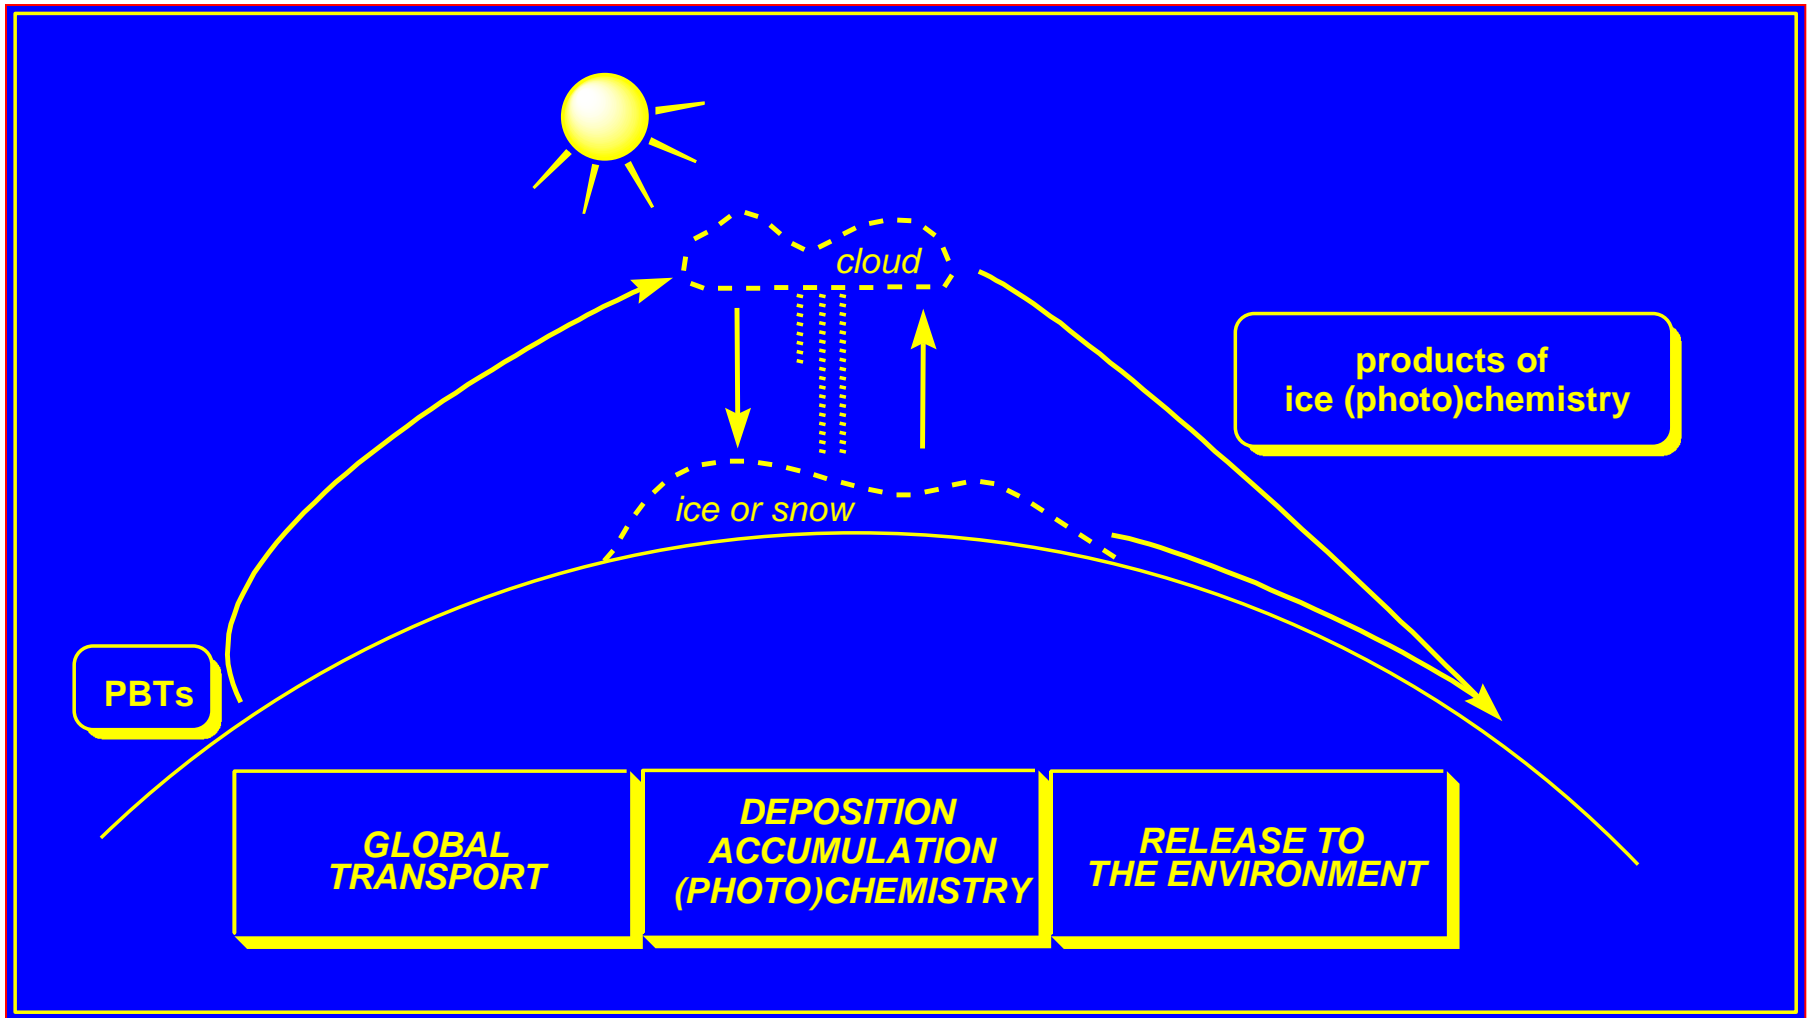 cloud
products of
ice (photo)chemistry
ice or snow
PBTs
GLOBAL
TRANSPORT
DEPOSITION
ACCUMULATION
(PHOTO)CHEMISTRY
RELEASE TO
THE ENVIRONMENT